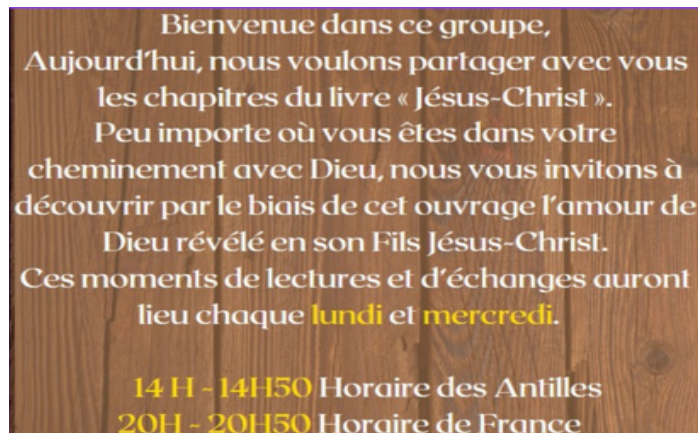 Bienvenue dans ce groupe,
Aujourd'hui, nous voulons partager avec vous
les chapitres du livre « Jésus-Christ ».
Peu importe où vous êtes dans votre
cheminement avec Dieu, nous vous invitons à
découvrir par le biais de cet ouvrage l'amour de
Dieu révélé en son Fils Jésus-Christ.
Ces moments de lectures et d'échanges auront
lieu chaque lundi et mercredi.
14 H - 14H50 Horaire des Antilles
20H - 20H50 Horaire de France